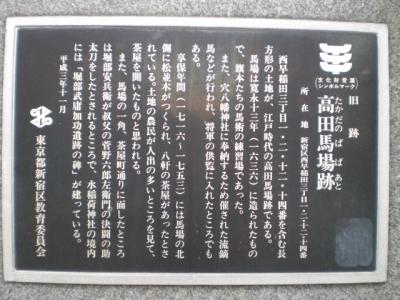 文化財愛護
シンボルマーク
旧跡
たかだのばばあと
高田馬場跡
所在地 新宿区西早稲田三丁目一・二・十二・十四番
西早稲田三丁目一・二・十二・十四番を含む長
方形の土地が、江戸時代の高田馬場跡である。
馬場は寛永十三年(一六三六)に造られたもの
で、旗本たちの馬術の練習場であった。
また、穴八幡神社に奉納するため催された流鏑
馬などが行われ、将軍の供覧に入れたところでも
ある。
享保年間(一七一六〜一七五三)には馬場の北
側に松並木がつくられ、八軒の茶屋があったとさ
れている。土地の農民が人出の多いところを見て、
茶屋を開いたものと思われる。
また、馬場の一角、茶屋町通りに面したところ
は堀部安兵衛が叔父の菅野六郎左衛門の決闘の助
太刀をしたとされるところで、水稲荷神社の境内
には「堀部武庸加功遺跡の碑」が建っている。
平成三年十一月
東京都新宿区教育委員会